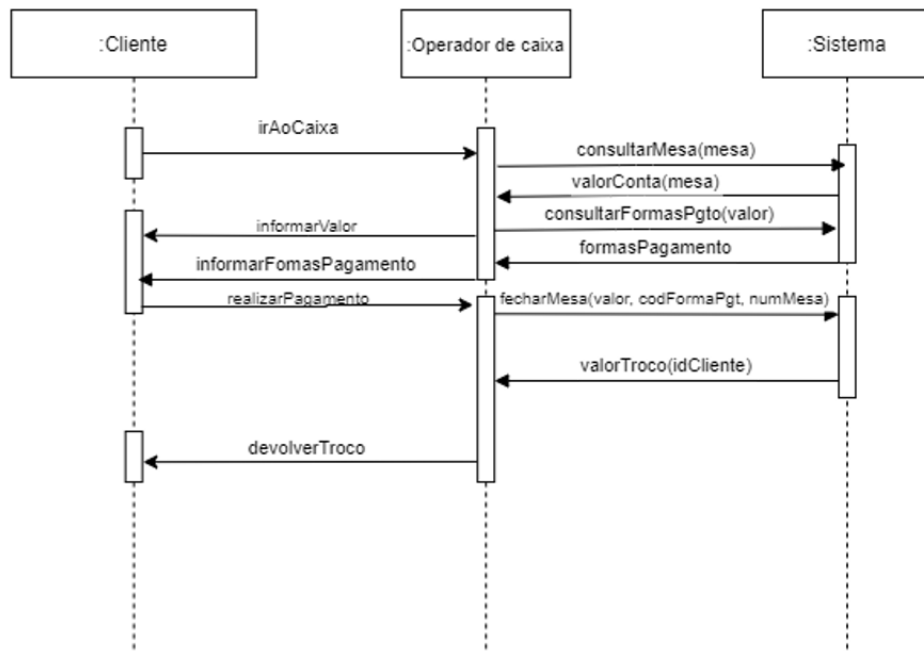 :Cliente
:Operador de caixa
:Sistema
irAoCaixa
consultarMesa(mesa)
valorConta(mesa)
consultarFormasPgto(valor)
informarValor
formasPagamento
informarFomasPagamento
realizarPagamento
fecharMesa(valor, codFormaPgt, numMesa)
valorTroco(idCliente)
devolverTroco